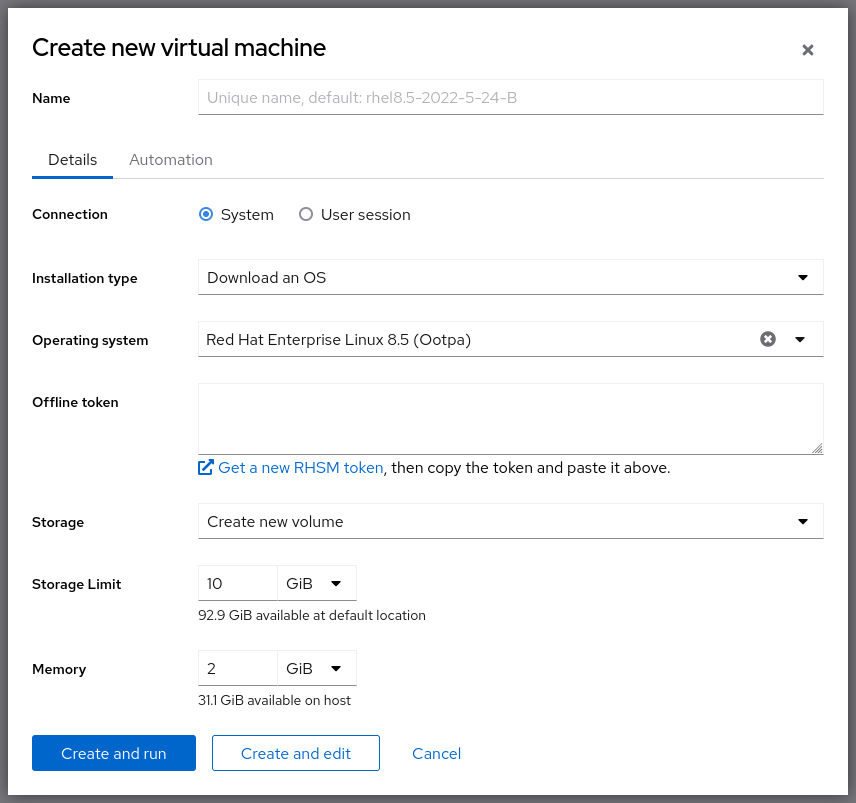 Create new virtual machine
Name
Unique name, default: rhel8.5-2022-5-24-B
Details Automation
Connection System User session
Installation type Download an OS
Operating system Red Hat Enterprise Linux 8.5 (Ootpa)
Offline token
Get a new RHSM token, then copy the token and paste it above.
Storage Create new volume
Storage Limit 10 GiB
92.9 GiB available at default location
Memory 2 GiB
31.1 GiB available on host
Create and run Create and edit Cancel